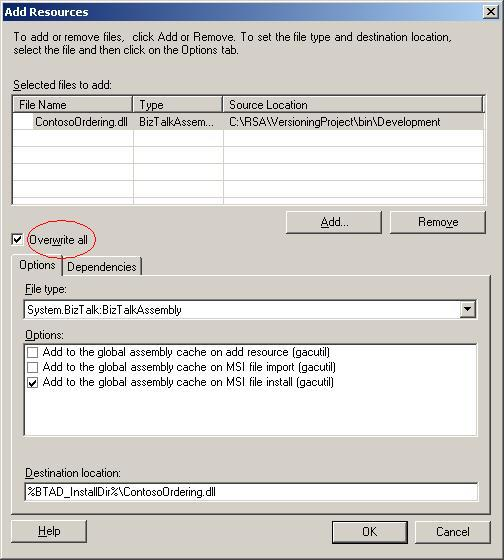 Add Resources
To add or remove files, click Add or Remove. To set the file type and destination location,
select the file and then click on the Options tab.
Selected files to add:
File Name Type Source Location
ContosoOrdering.dll BizTalkAssem... C:\RSA\VersioningProject\bin\Development
Add... Remove
Overwrite all
Options Dependencies
File type:
System.BizTalk:BizTalkAssembly
Options:
Add to the global assembly cache on add resource (gacutil)
Add to the global assembly cache on MSI file import (gacutil)
Add to the global assembly cache on MSI file install (gacutil)
Destination location:
%BTAD_InstallDir%\ContosoOrdering.dll
Help OK Cancel